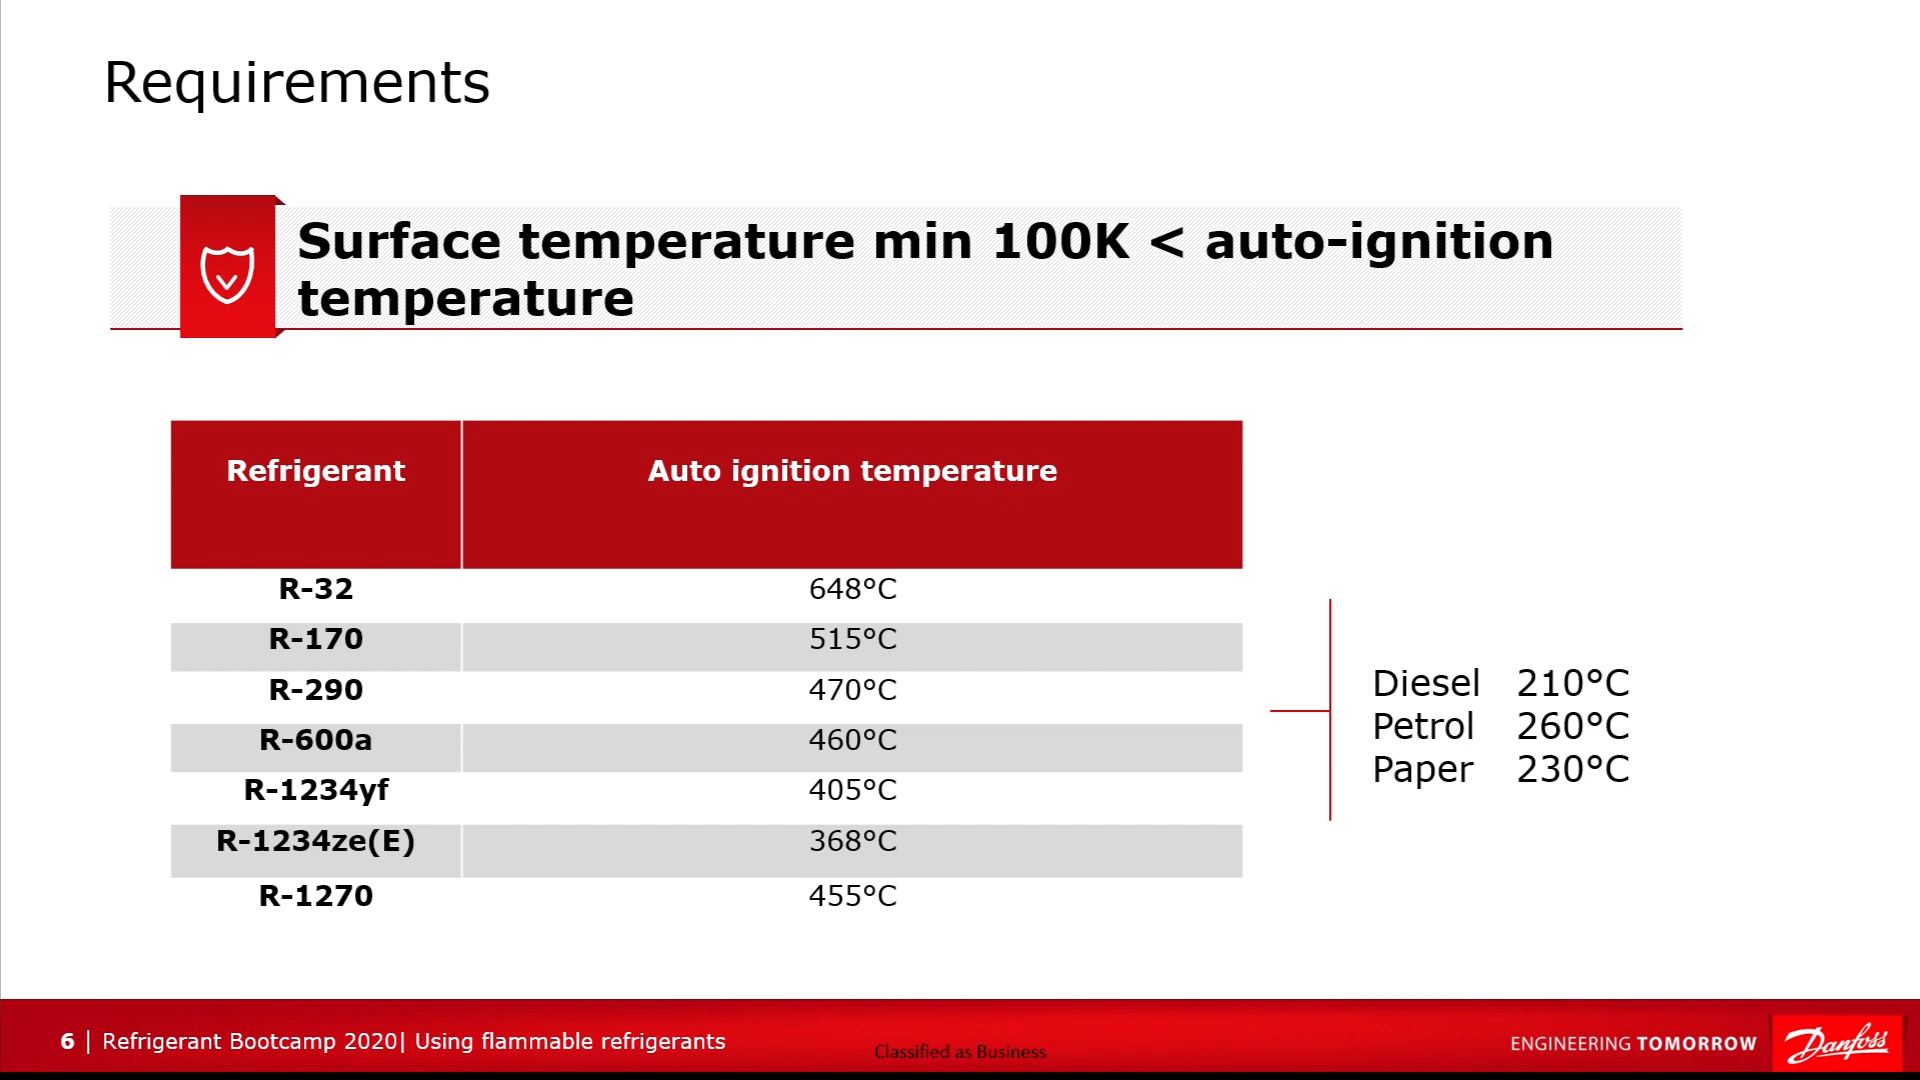 Requirements
Surface temperature min 100K < auto-ignition
temperature
Refrigerant Auto ignition temperature
R-32 648°C
R-170 515°C
R-290 470°C
R-600a 460°C
R-1234yf 405°C
R-1234ze(E) 368°C
R-1270 455°C
Diesel 210°C
Petrol 260°C
Paper 230°C
6 | Refrigerant Bootcamp 2020| Using flammable refrigerants
Classified as Business
ENGINEERING TOMORROW
Danfoss